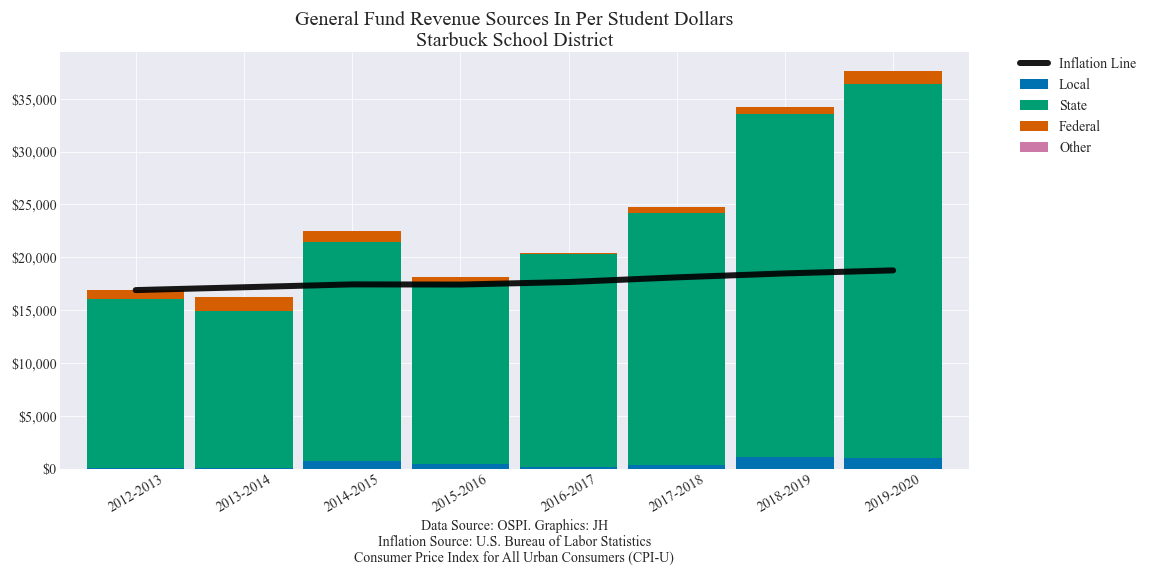 General Fund Revenue Sources In Per Student Dollars
Starbuck School District
Inflation Line
Local
State
Federal
Other
$35,000
$30,000
$25,000
$20,000
$15,000
$10,000
$5,000
$0
2012-2013
2013-2014
2014-2015
2015-2016
2016-2017
2017-2018
2018-2019
2019-2020
Data Source: OSPI. Graphics: JH
Inflation Source: U.S. Bureau of Labor Statistics
Consumer Price Index for All Urban Consumers (CPI-U)